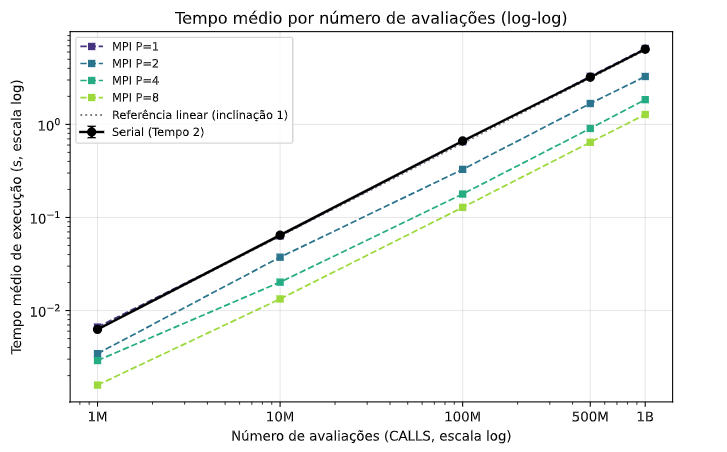 Tempo médio por número de avaliações (log-log)
MPI P=1
MPI P=2
MPI P=4
MPI P=8
Referência linear (inclinação 1)
Serial (Tempo 2)
Tempo médio de execução (s, escala log)
10⁰
10⁻¹
10⁻²
1M
10M
100M
500M
1B
Número de avaliações (CALLS, escala log)